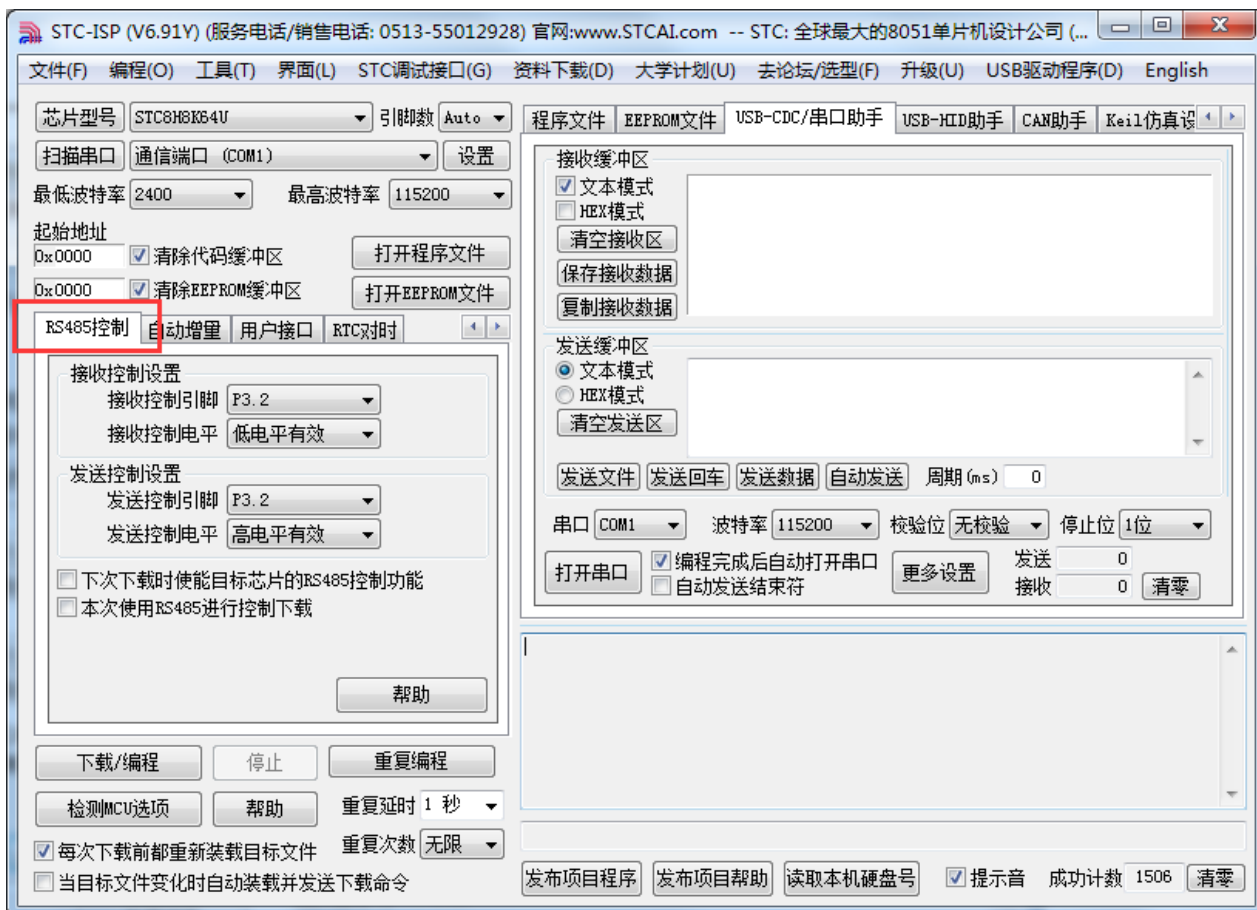 STC-ISP (V6.91Y) (服务电话/销售电话: 0513-55012928) 官网:www.STCAI.com -- STC: 全球最大的8051单片机设计公司 (...
文件(F) 编程(O) 工具(T) 界面(L) STC调试接口(G) 资料下载(D) 大学计划(U) 去论坛/选型(F) 升级(U) USB驱动程序(D) English
芯片型号 STC8H8K64U 引脚数 Auto
扫描串口 通信端口 (COM1) 设置
最低波特率 2400 最高波特率 115200
起始地址
0x0000 清除代码缓冲区 打开程序文件
0x0000 清除EEPROM缓冲区 打开EEPROM文件
RS485控制 自动增量 用户接口 RTC对时
接收控制设置
接收控制引脚 P3.2
接收控制电平 低电平有效
发送控制设置
发送控制引脚 P3.2
发送控制电平 高电平有效
下次下载时使能目标芯片的RS485控制功能
本次使用RS485进行控制下载
帮助
下载/编程 停止 重复编程
检测MCU选项 帮助 重复延时 1 秒
每次下载前都重新装载目标文件 重复次数 无限
当目标文件变化时自动装载并发送下载命令
程序文件 EEPROM文件 USB-CDC/串口助手 USB-HID助手 CAN助手 Keil仿真设
接收缓冲区
文本模式
HEX模式
清空接收区
保存接收数据
复制接收数据
发送缓冲区
文本模式
HEX模式
清空发送区
发送文件 发送回车 发送数据 自动发送 周期(ms) 0
串口 COM1 波特率 115200 校验位 无校验 停止位 1位
打开串口 编程完成后自动打开串口 更多设置 发送 0
自动发送结束符 接收 0 清零
发布项目程序 发布项目帮助 读取本机硬盘号 提示音 成功计数 1506 清零